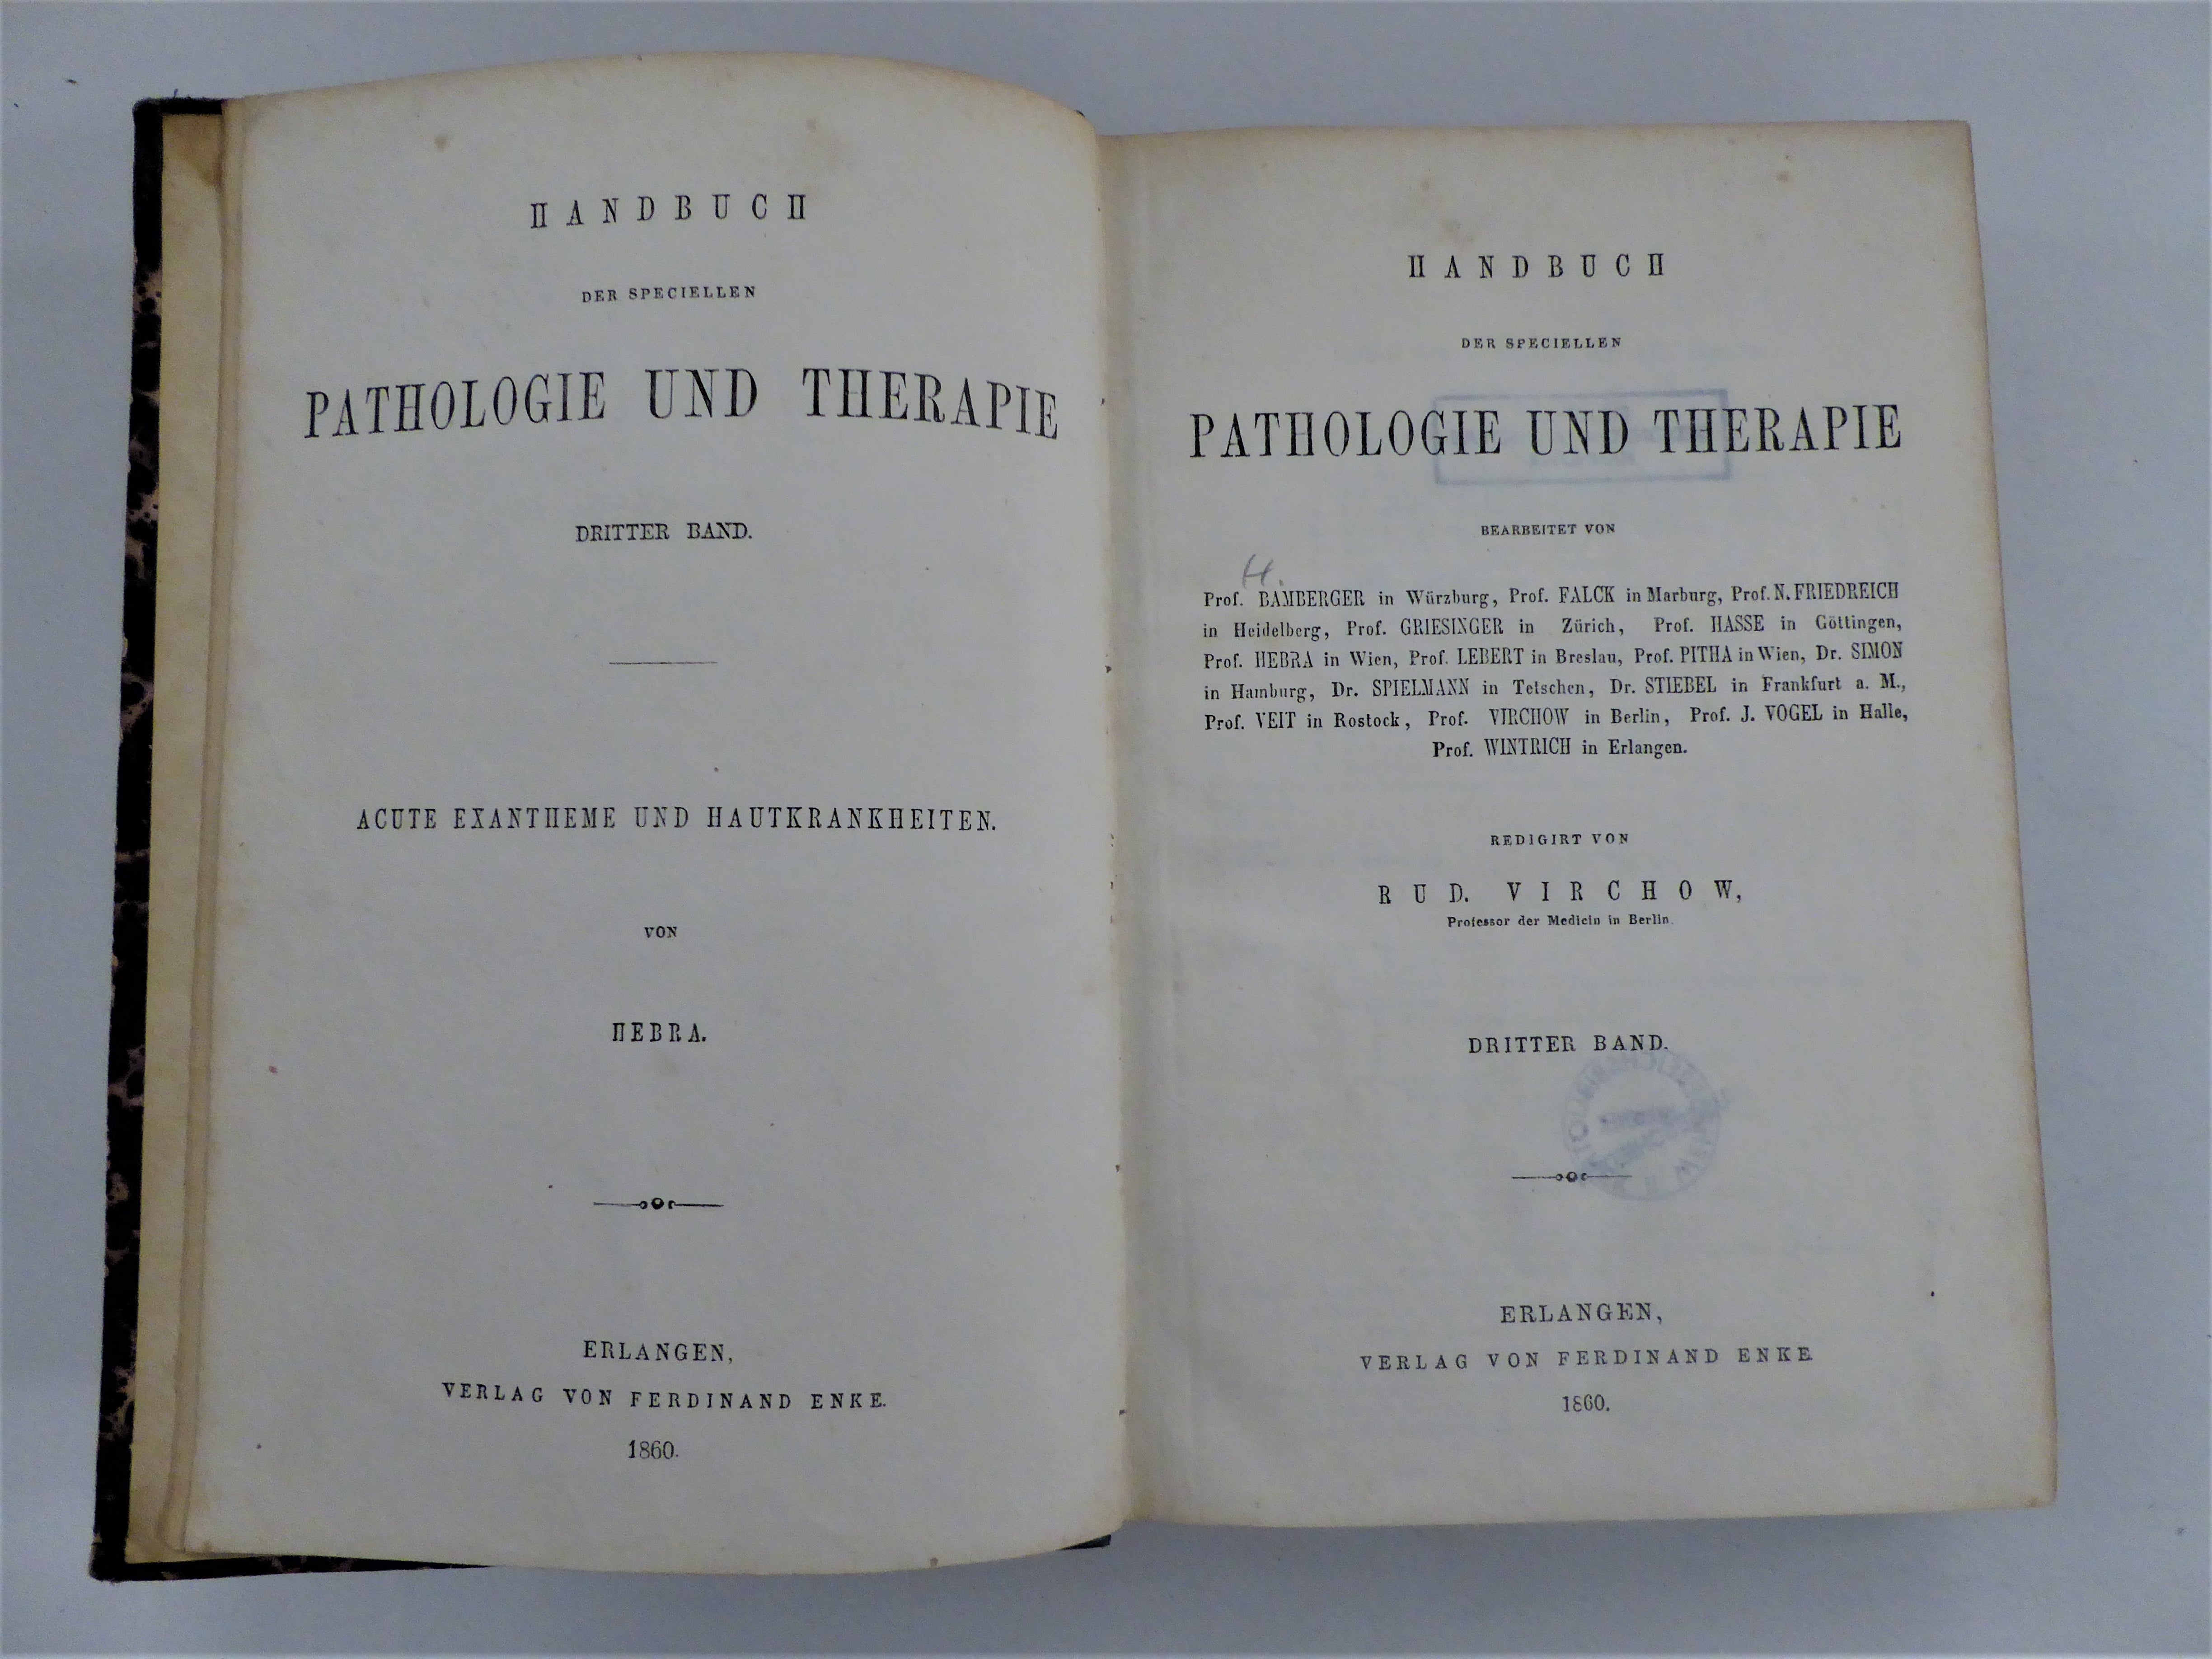 HANDBUCH
DER SPECIELLEN
PATHOLOGIE UND THERAPIE
DRITTER BAND.
ACUTE EXANTHEME UND HAUTKRANKHEITEN.
VON
HEBRA.
ERLANGEN,
VERLAG VON FERDINAND ENKE.
1860.
HANDBUCH
DER SPECIELLEN
PATHOLOGIE UND THERAPIE
BEARBEITET VON
H.
Prof. BAMBERGER in Würzburg, Prof. FALCK in Marburg, Prof. N. FRIEDREICH
in Heidelberg, Prof. GRIESINGER in Zürich, Prof. HASSE in Göttingen,
Prof. HEBRA in Wien, Prof. LEBERT in Breslau, Prof. PITHA in Wien, Dr. SIMON
in Hamburg, Dr. SPIELMANN in Tetschen, Dr. STIEBEL in Frankfurt a. M.,
Prof. VEIT in Rostock, Prof. VIRCHOW in Berlin, Prof. J. VOGEL in Halle,
Prof. WINTRICH in Erlangen.
REDIGIRT VON
RUD. VIRCHOW,
Professor der Medicin in Berlin.
DRITTER BAND.
ERLANGEN,
VERLAG VON FERDINAND ENKE
1860.